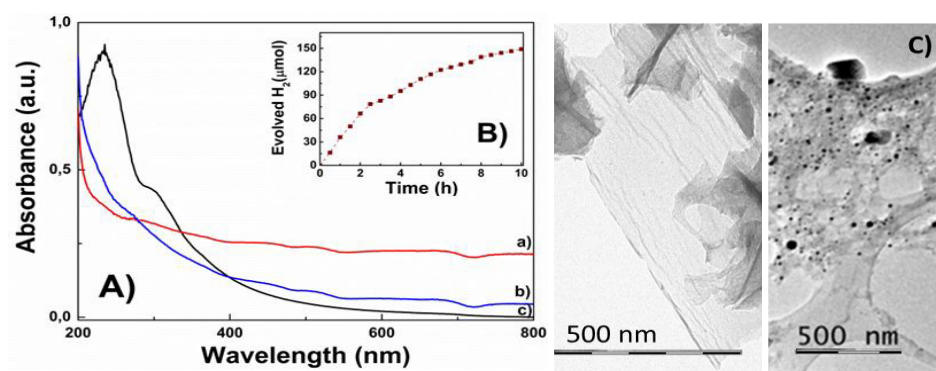 Absorbance (a.u.)
1,0
0,5
0,0
A)
a)
b)
c)
200 400 600 800
Wavelength (nm)
Evolved H₂(μmol)
150
120
90
60
30
0
B)
0 2 4 6 8 10
Time (h)
500 nm
C)
500 nm